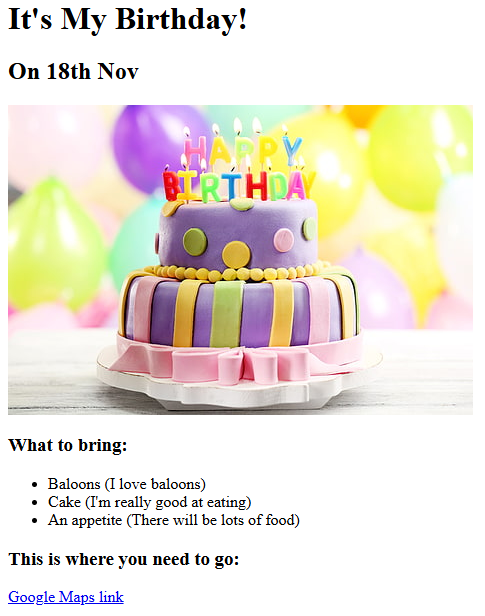 It's My Birthday!
On 18th Nov
HAPPY
BIRTHDAY
What to bring:
Baloons (I love baloons)
Cake (I'm really good at eating)
An appetite (There will be lots of food)
This is where you need to go:
Google Maps link